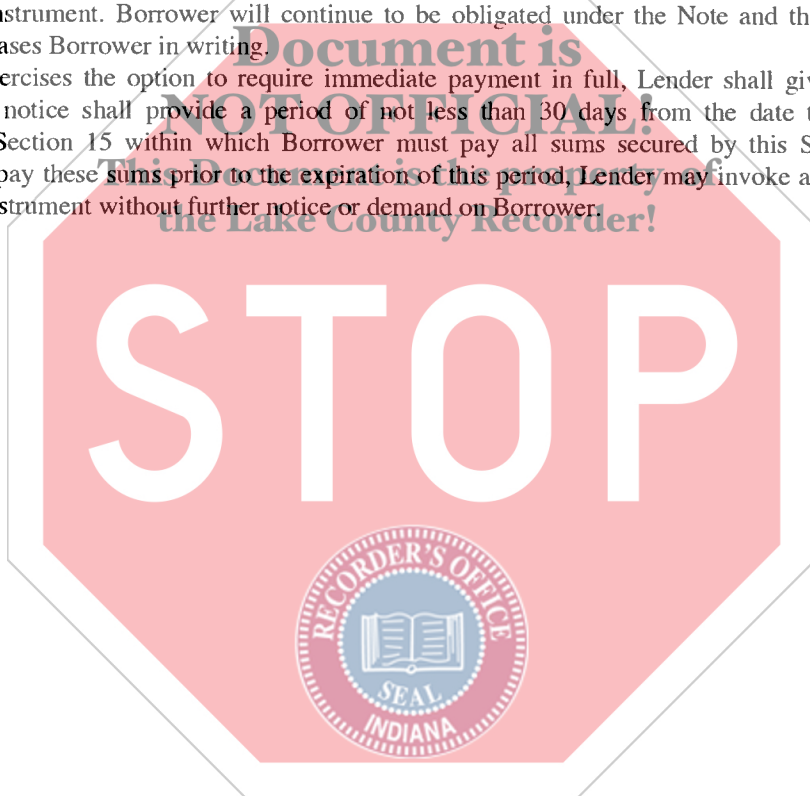 nstrument. Borrower will continue to be obligated under the Note and th
ases Borrower in writing.
Document is
ercises the option to require immediate payment in full, Lender shall giv
notice shall provide a period of not less than 30 days from the date t
NOT OFFICIAL!
Section 15 within which Borrower must pay all sums secured by this S
pay these sums prior to the expiration of this period, Lender may invoke a
This Document is the property of
strument without further notice or demand on Borrower.
the Lake County Recorder!
STOP
RECORDER'S OFFICE
SEAL
INDIANA